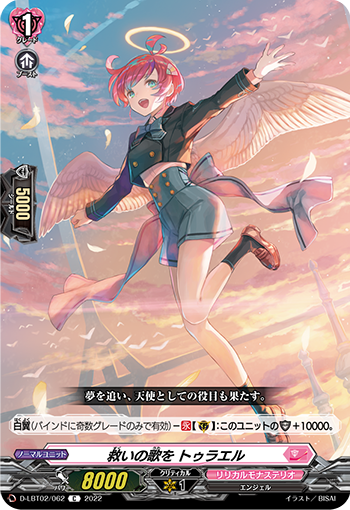 1
グレード
ブースト
5000
シールド
夢を追い、天使としての役目も果たす。
白翼(バインドに奇数グレードのみで有効)-永【(R)】:このユニットの+10000。
ノーマルユニット
救いの歌を トゥラエル
リリカルモナステリオ
パワー 8000
クリティカル
1
エンジェル
D-LBT02/062 C 2022
イラスト/BISAI